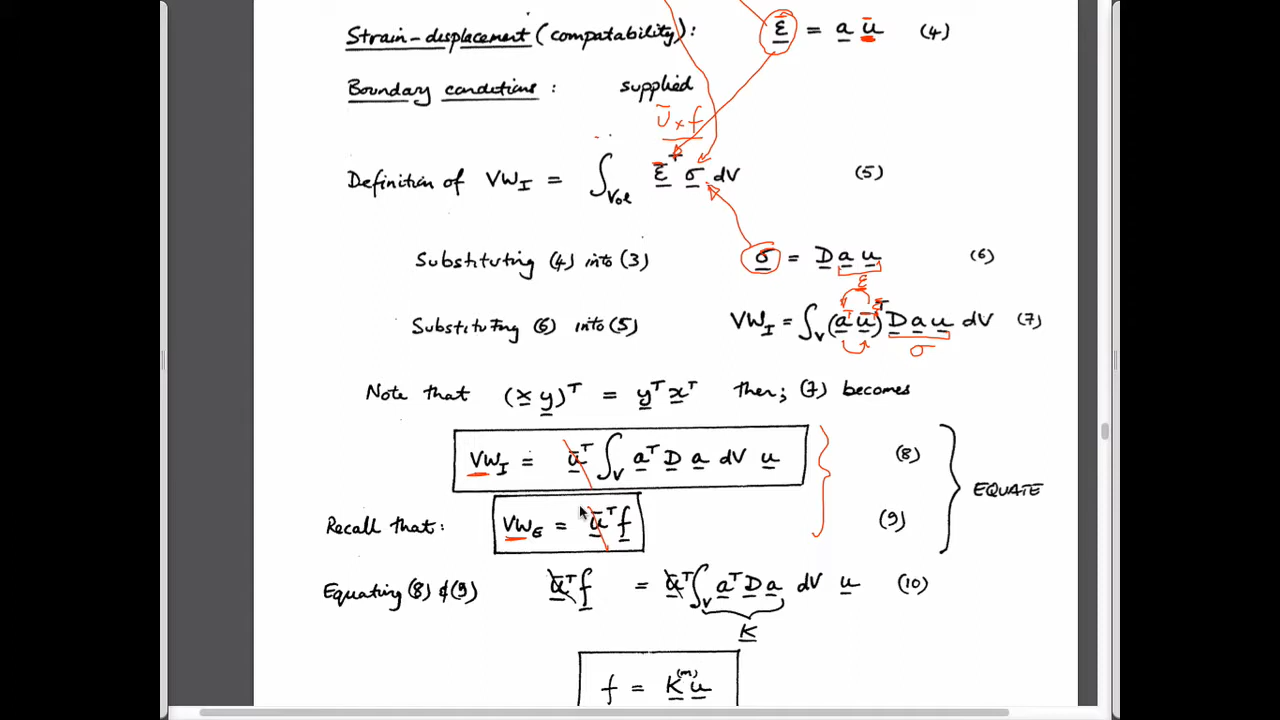 Strain-displacement (compatability): ε̄ = a ū (4)
Boundary conditions: supplied
ū × f
Definition of VW_I = ∫_Vol ε̄^T σ dV (5)
Substituting (4) into (3) σ = D a u (6)
ε
Substituting (6) into (5) VW_I = ∫_V (a ū)^T D a u dV (7)
σ
Note that (x y)^T = y^T x^T then; (7) becomes
VW_I = ū^T ∫_V a^T D a dV u (8)
EQUATE
Recall that: VW_E = ū^T f (9)
Equating (8) & (9) ū^T f = ū^T ∫_V a^T D a dV u (10)
K
f = K^(m) u